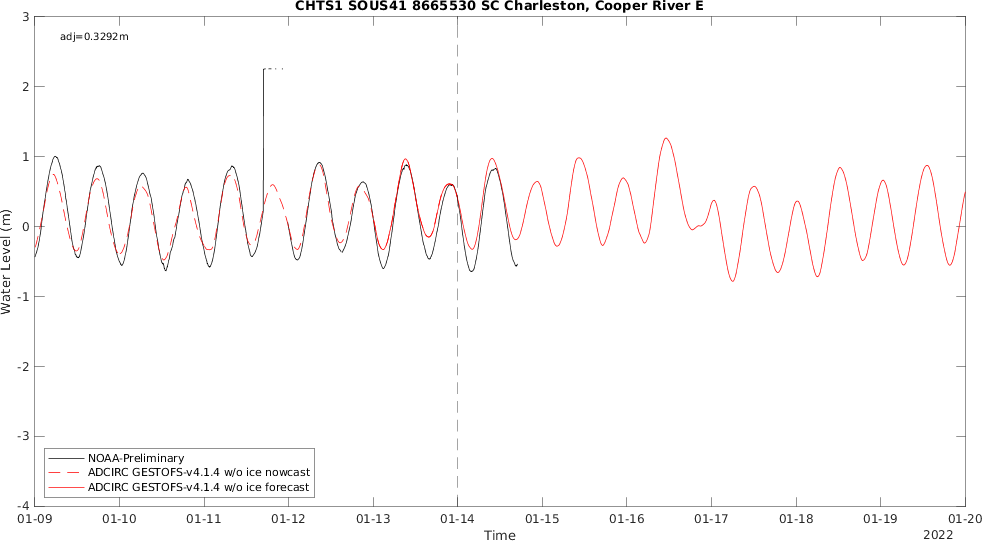 CHTS1 SOUS41 8665530 SC Charleston, Cooper River E
adj=0.3292m
3
2
1
0
-1
-2
-3
-4
Water Level (m)
NOAA-Preliminary
ADCIRC GESTOFS-v4.1.4 w/o ice nowcast
ADCIRC GESTOFS-v4.1.4 w/o ice forecast
01-09 01-10 01-11 01-12 01-13 01-14 01-15 01-16 01-17 01-18 01-19 01-20
Time
2022